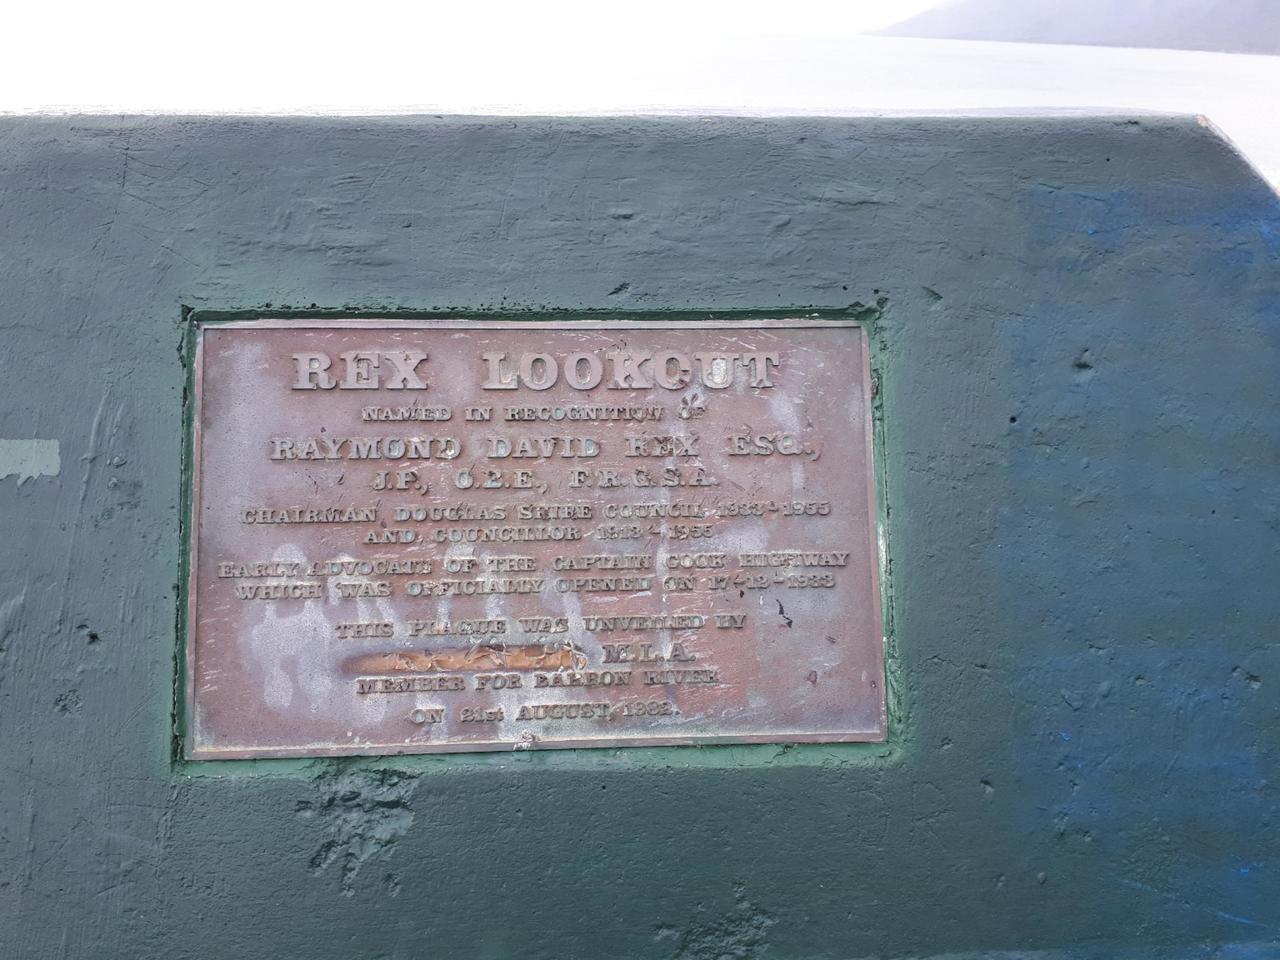 REX LOOKOUT
NAMED IN RECOGNITION OF
RAYMOND DAVID REX ESQ.,
J.P., O.B.E., F.R.G.S.A.
CHAIRMAN DOUGLAS SHIRE COUNCIL 1933-1955
AND COUNCILLOR 1913-1955
EARLY ADVOCATE OF THE CAPTAIN COOK HIGHWAY
WHICH WAS OFFICIALLY OPENED ON 17-12-1933
THIS PLAQUE WAS UNVEILED BY
M.L.A.
MEMBER FOR BARRON RIVER
ON 21st AUGUST, 1982.